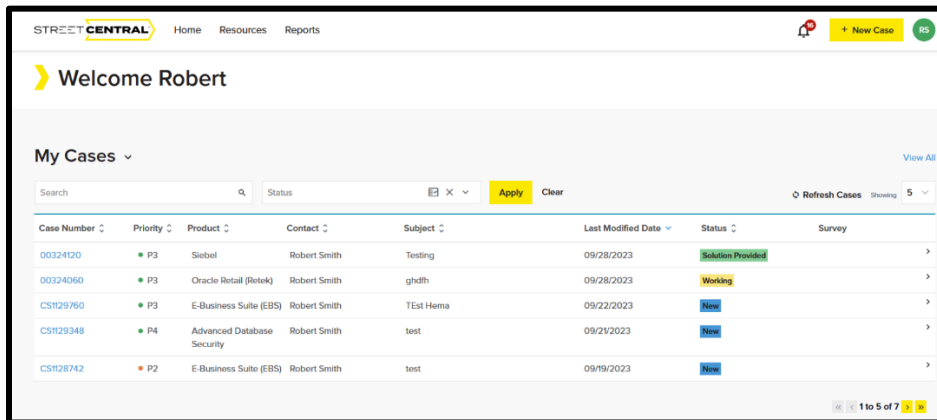 STREETCENTRAL Home Resources Reports 16 + New Case RS
Welcome Robert
My Cases View All
Search Status Apply Clear Refresh Cases Showing 5
Case Number Priority Product Contact Subject Last Modified Date Status Survey
00324120 P3 Siebel Robert Smith Testing 09/28/2023 Solution Provided
00324060 P3 Oracle Retail (Retek) Robert Smith ghdfh 09/28/2023 Working
CS1129760 P3 E-Business Suite (EBS) Robert Smith TEst Hema 09/22/2023 New
CS1129348 P4 Advanced Database Robert Smith test 09/21/2023 New
Security
CS1128742 P2 E-Business Suite (EBS) Robert Smith test 09/19/2023 New
« < 1 to 5 of 7 > »